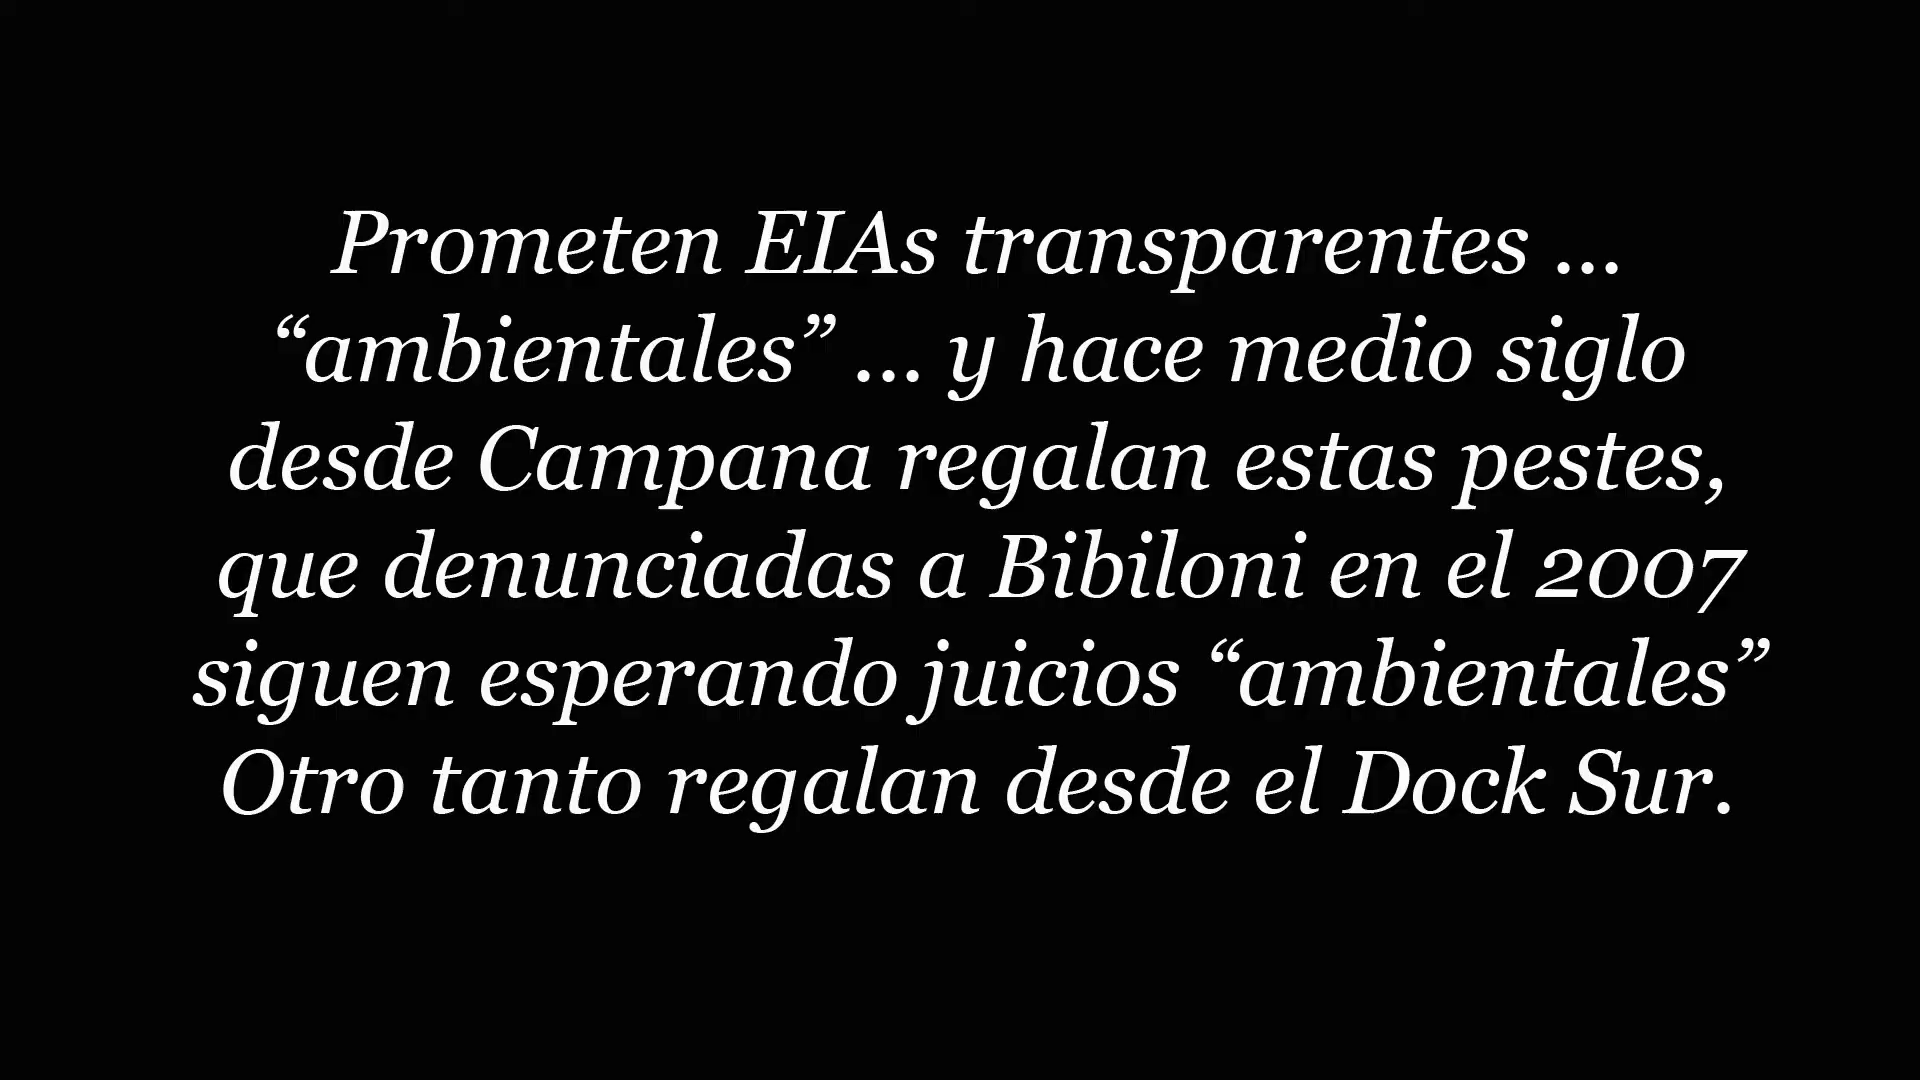 Prometen EIAs transparentes ...
“ambientales” ... y hace medio siglo
desde Campana regalan estas pestes,
que denunciadas a Bibiloni en el 2007
siguen esperando juicios “ambientales”
Otro tanto regalan desde el Dock Sur.